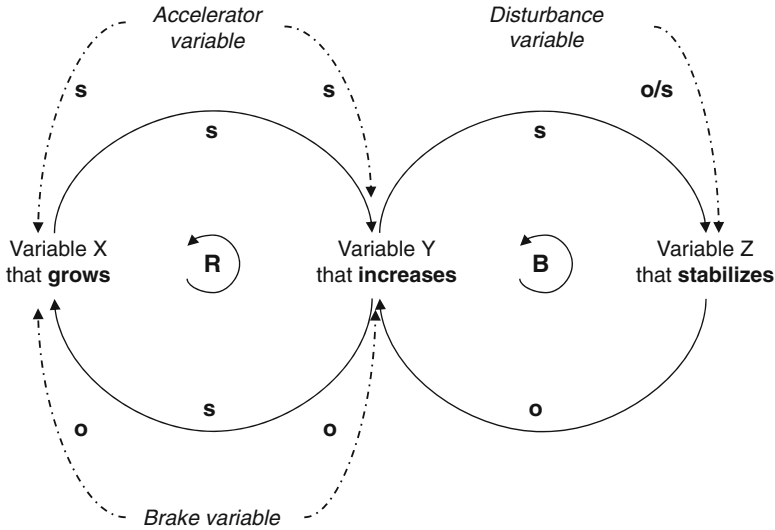 Accelerator
variable
Disturbance
variable
s
s
o/s
s
s
Variable X
that grows
R
Variable Y
that increases
B
Variable Z
that stabilizes
s
o
o
o
Brake variable